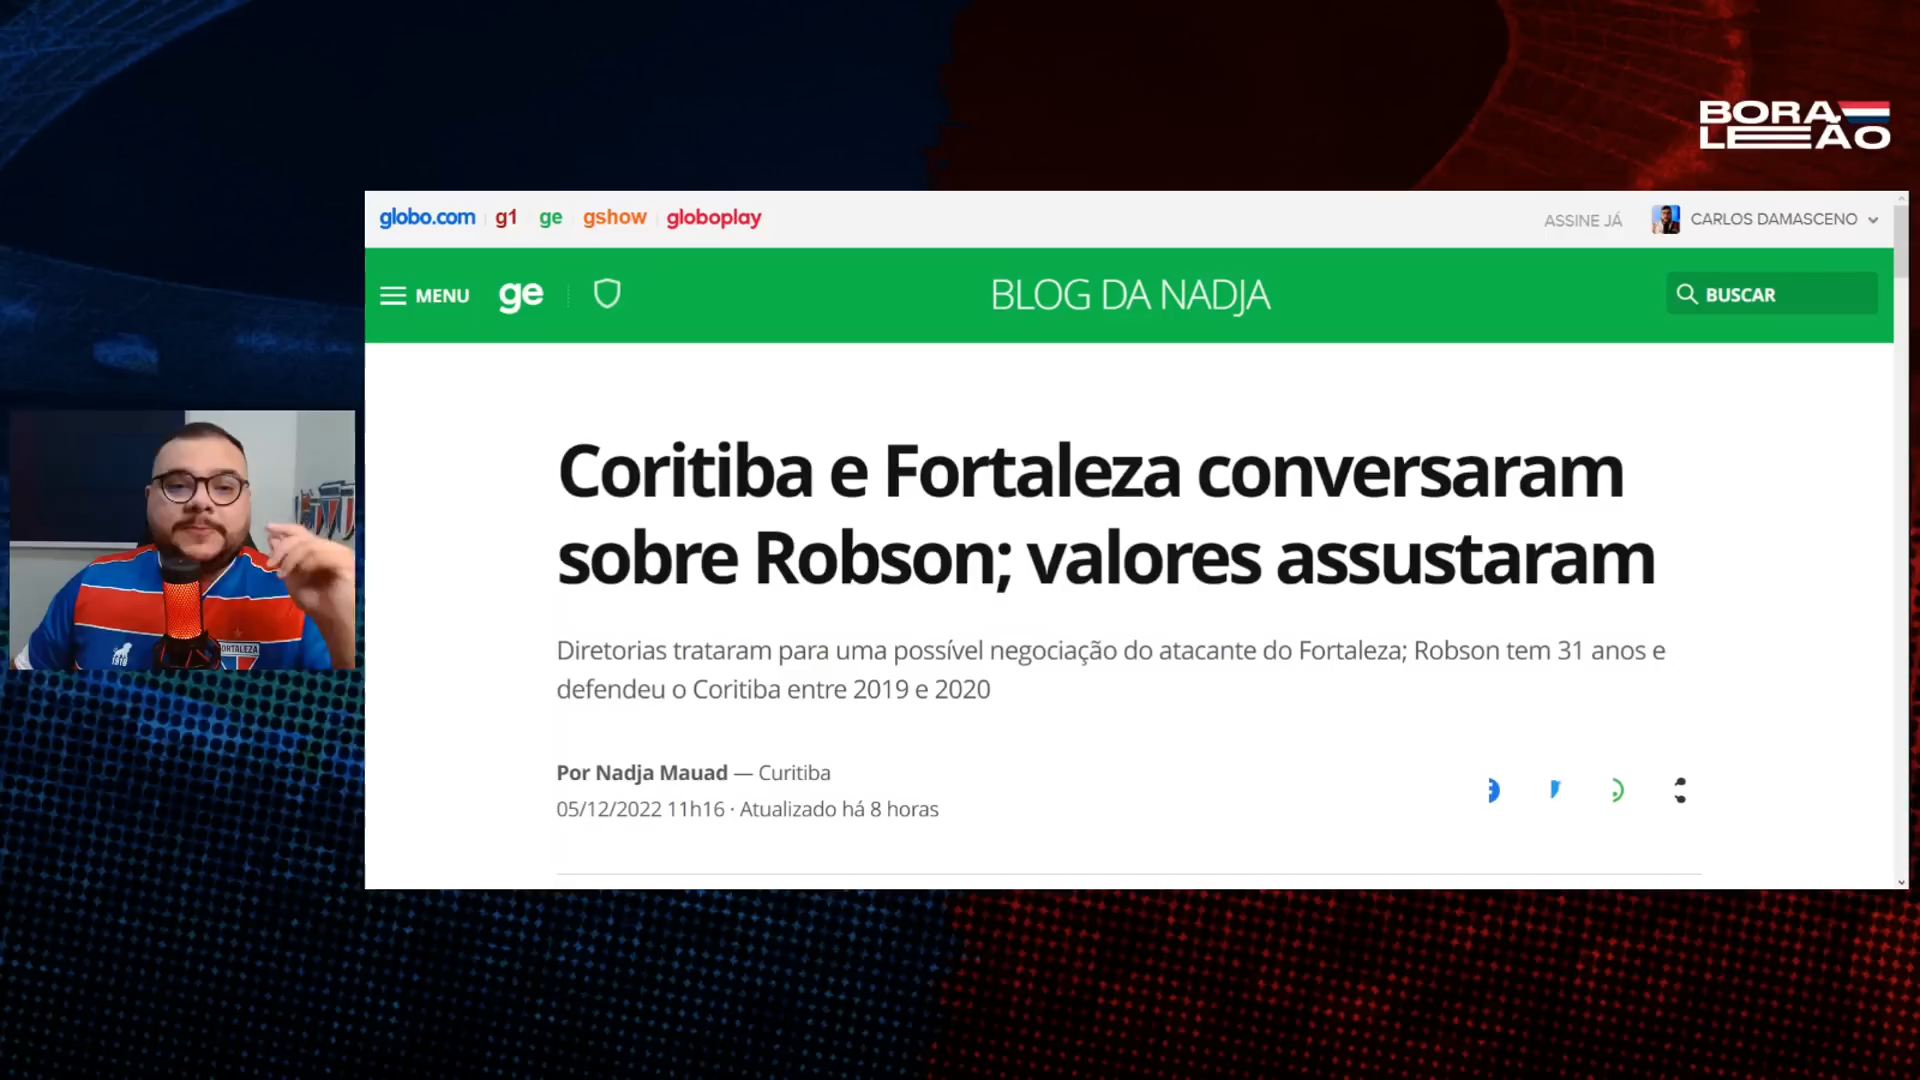 BORA
LEÃO
globo.com g1 ge gshow globoplay
ASSINE JÁ CARLOS DAMASCENO
MENU ge BLOG DA NADJA BUSCAR
Coritiba e Fortaleza conversaram
sobre Robson; valores assustaram
Diretorias trataram para uma possível negociação do atacante do Fortaleza; Robson tem 31 anos e
defendeu o Coritiba entre 2019 e 2020
Por Nadja Mauad — Curitiba
05/12/2022 11h16 · Atualizado há 8 horas
1918
FORTALEZA